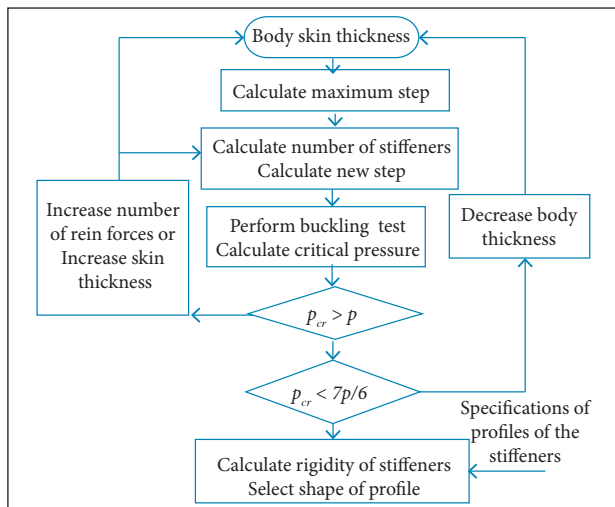 Body skin thickness
Calculate maximum step
Calculate number of stiffeners
Calculate new step
Increase number
of rein forces or
Increase skin
thickness
Perform buckling test
Calculate critical pressure
Decrease body
thickness
p_cr > p
p_cr < 7p/6
Specifications of
profiles of the
stiffeners
Calculate rigidity of stiffeners
Select shape of profile